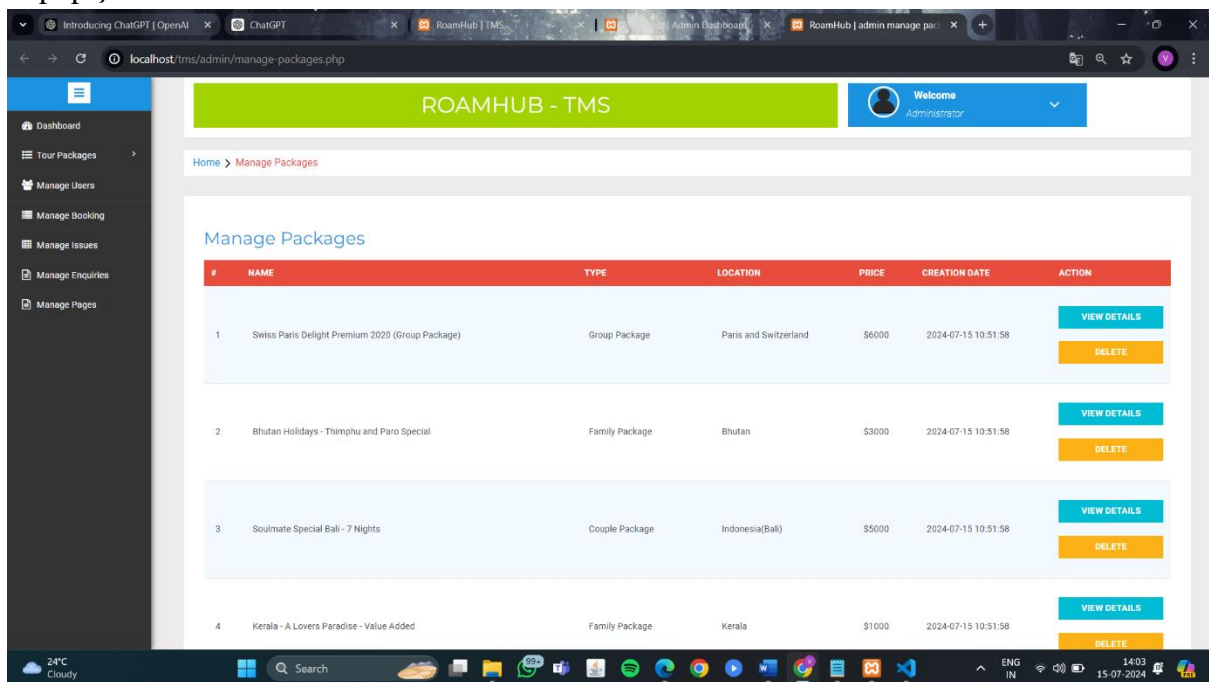 Introducing ChatGPT | OpenAI
ChatGPT
RoamHub | TMS
Admin Dashboard
RoamHub | admin manage pac
localhost/tms/admin/manage-packages.php
V
ROAMHUB - TMS
Welcome
Administrator
Dashboard
Tour Packages
Manage Users
Manage Booking
Manage Issues
Manage Enquiries
Manage Pages
Home > Manage Packages
Manage Packages
# NAME TYPE LOCATION PRICE CREATION DATE ACTION
1 Swiss Paris Delight Premium 2020 (Group Package) Group Package Paris and Switzerland $6000 2024-07-15 10:51:58 VIEW DETAILS
DELETE
2 Bhutan Holidays - Thimphu and Paro Special Family Package Bhutan $3000 2024-07-15 10:51:58 VIEW DETAILS
DELETE
3 Soulmate Special Bali - 7 Nights Couple Package Indonesia(Bali) $5000 2024-07-15 10:51:58 VIEW DETAILS
DELETE
4 Kerala - A Lovers Paradise - Value Added Family Package Kerala $1000 2024-07-15 10:51:58 VIEW DETAILS
DELETE
24°C
Cloudy
Search
99+
ENG
IN
14:03
15-07-2024